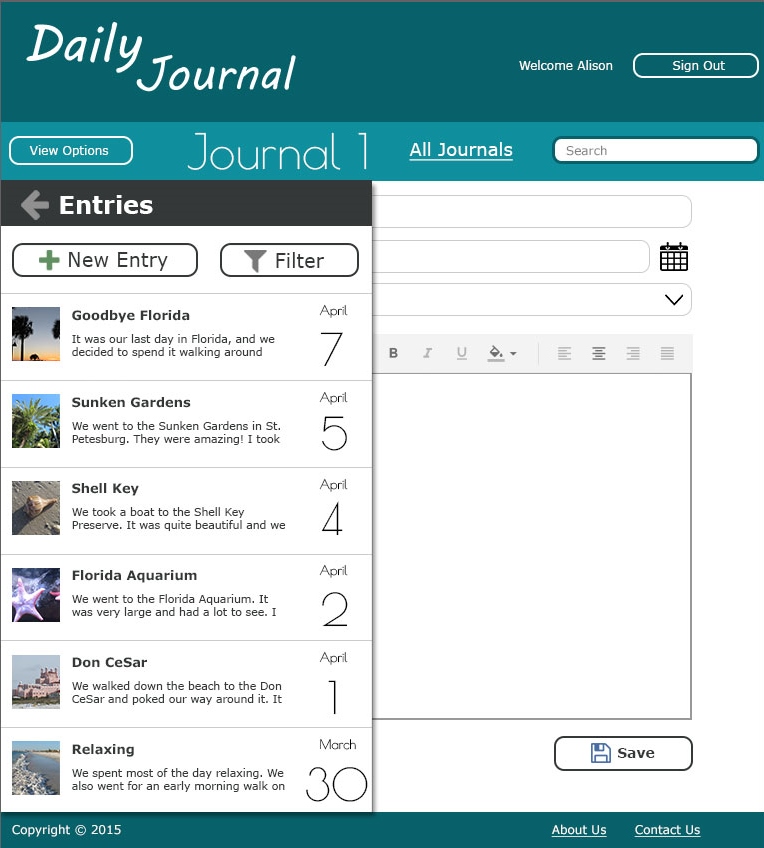 Daily
Journal
Welcome Alison
Sign Out
View Options
Journal 1
All Journals
Search
Entries
New Entry
Filter
Goodbye Florida
It was our last day in Florida, and we
decided to spend it walking around
April
7
Sunken Gardens
We went to the Sunken Gardens in St.
Petesburg. They were amazing! I took
April
5
Shell Key
We took a boat to the Shell Key
Preserve. It was quite beautiful and we
April
4
Florida Aquarium
We went to the Florida Aquarium. It
was very large and had a lot to see. I
April
2
Don CeSar
We walked down the beach to the Don
CeSar and poked our way around it. It
April
1
Relaxing
We spent most of the day relaxing. We
also went for an early morning walk on
March
30
B I U
Save
Copyright © 2015
About Us
Contact Us